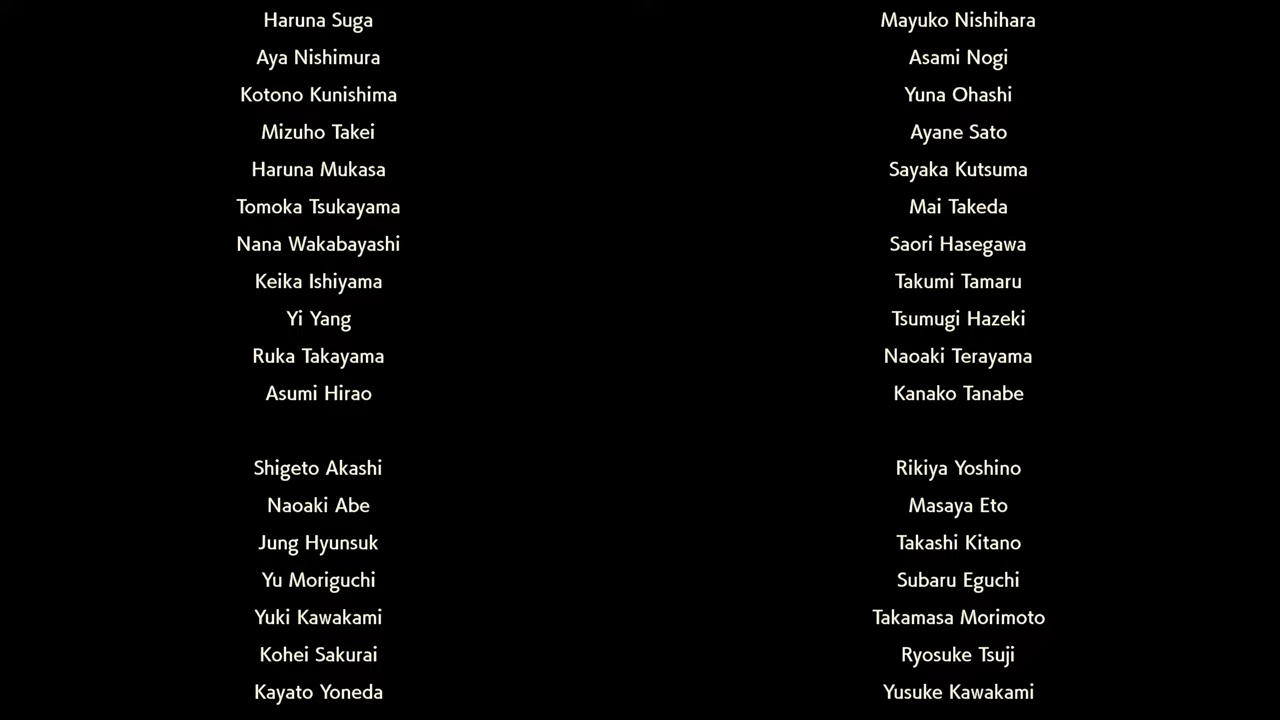 Haruna Suga
Mayuko Nishihara
Aya Nishimura
Asami Nogi
Kotono Kunishima
Yuna Ohashi
Mizuho Takei
Ayane Sato
Haruna Mukasa
Sayaka Kutsuma
Tomoka Tsukayama
Mai Takeda
Nana Wakabayashi
Saori Hasegawa
Keika Ishiyama
Takumi Tamaru
Yi Yang
Tsumugi Hazeki
Ruka Takayama
Naoaki Terayama
Asumi Hirao
Kanako Tanabe
Shigeto Akashi
Rikiya Yoshino
Naoaki Abe
Masaya Eto
Jung Hyunsuk
Takashi Kitano
Yu Moriguchi
Subaru Eguchi
Yuki Kawakami
Takamasa Morimoto
Kohei Sakurai
Ryosuke Tsuji
Kayato Yoneda
Yusuke Kawakami